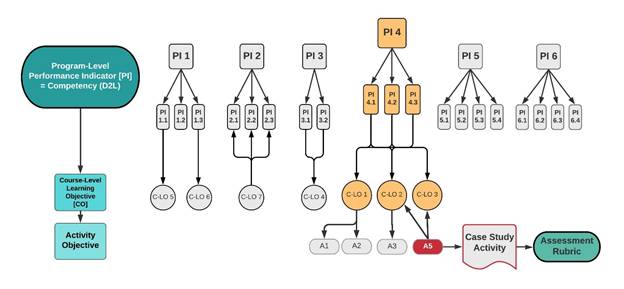 Program-Level
Performance Indicator [PI]
= Competency (D2L)
Course-Level
Learning
Objective
[CO]
Activity
Objective
PI 1
PI
1.1
PI
1.2
PI
1.3
C-LO 5
C-LO 6
PI 2
PI
2.1
PI
2.2
PI
2.3
C-LO 7
PI 3
PI
3.1
PI
3.2
C-LO 4
PI 4
PI
4.1
PI
4.2
PI
4.3
C-LO 1
C-LO 2
C-LO 3
A1
A2
A3
A5
Case Study
Activity
Assessment
Rubric
PI 5
PI
5.1
PI
5.2
PI
5.3
PI
5.4
PI 6
PI
6.1
PI
6.2
PI
6.3
PI
6.4